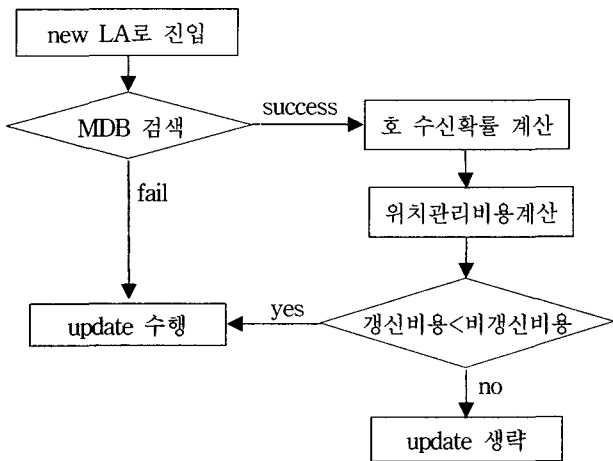 new LA로 진입
MDB 검색
success
호 수신확률 계산
fail
위치관리비용계산
update 수행
yes
갱신비용<비갱신비용
no
update 생략